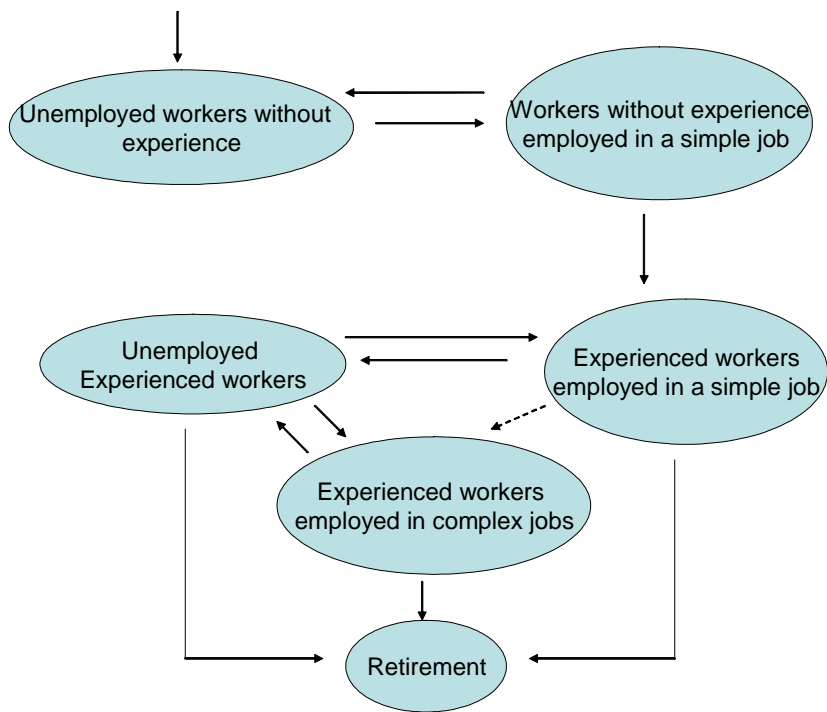 Unemployed workers without
experience
Workers without experience
employed in a simple job
Unemployed
Experienced workers
Experienced workers
employed in a simple job
Experienced workers
employed in complex jobs
Retirement